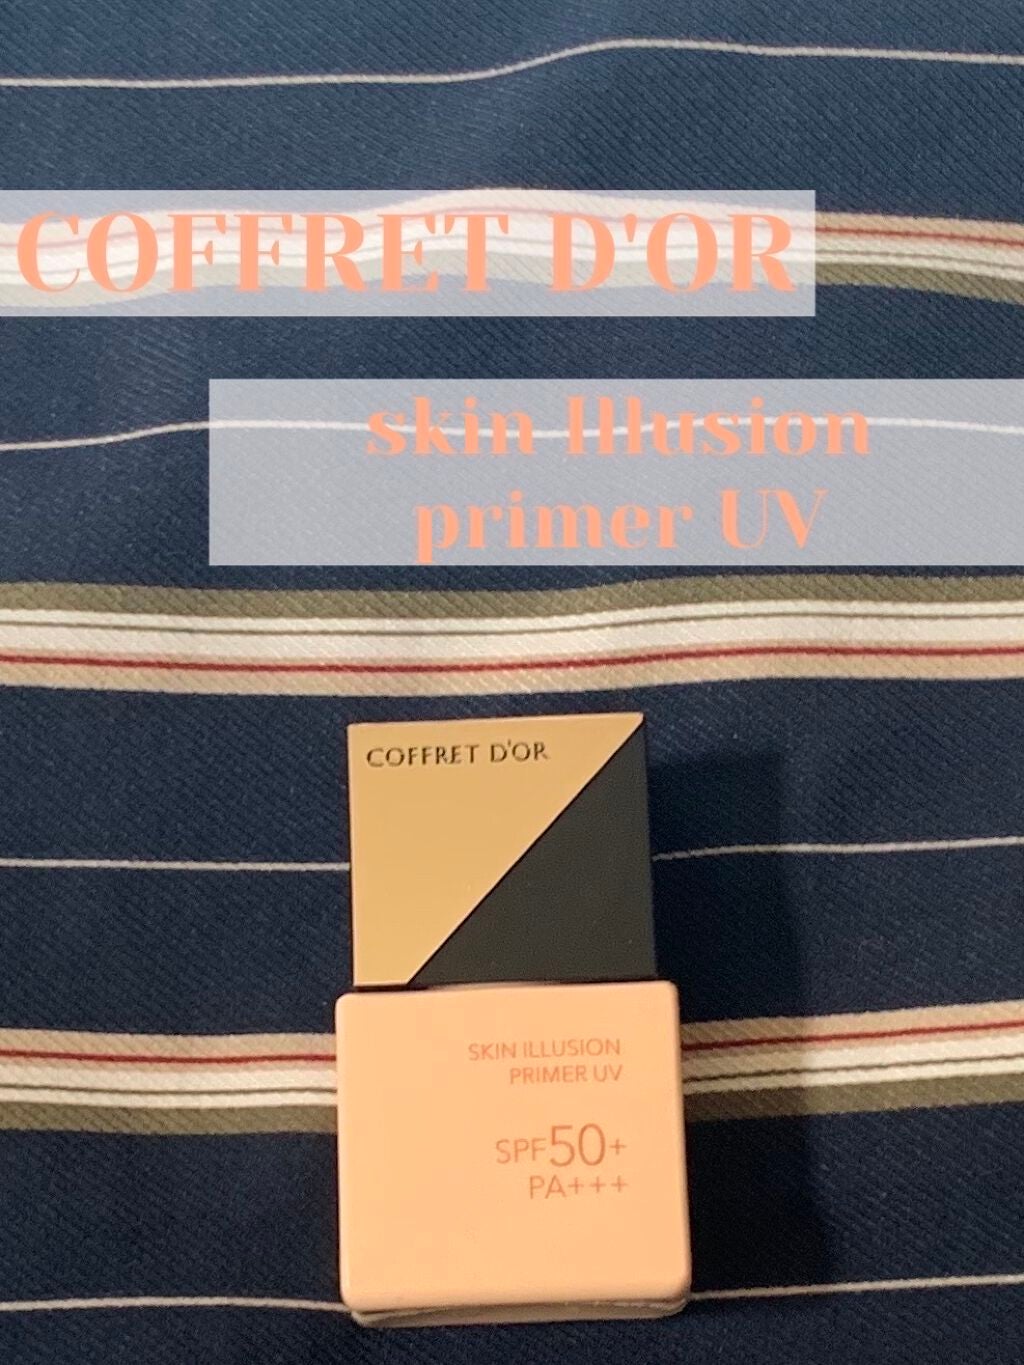 COFFRET D'OR
skin Illusion
primer UV
COFFRET D'OR
SKIN ILLUSION
PRIMER UV
SPF50+
PA+++